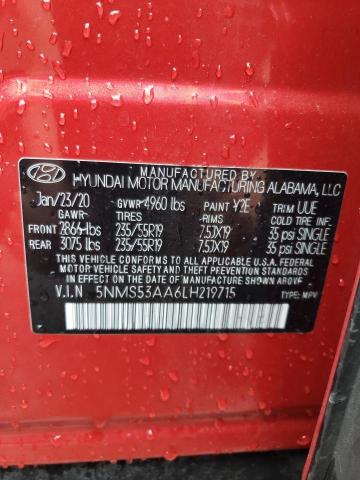 MANUFACTURED BY
HYUNDAI MOTOR MANUFACTURING ALABAMA, LLC
Jan/23/20 GVWR 4960 lbs PAINT Y2E TRIM UUE
GAWR TIRES RIMS COLD TIRE INF.
FRONT 2866 lbs 235/55R19 7.5JX19 35 psi SINGLE
REAR 3075 lbs 235/55R19 7.5JX19 35 psi SINGLE
THIS VEHICLE CONFORMS TO ALL APPLICABLE U.S.A. FEDERAL
MOTOR VEHICLE SAFETY AND THEFT PREVENTION STANDARDS
IN EFFECT ON THE DATE OF MANUFACTURE SHOWN ABOVE.
V.I.N 5NMS53AA6LH219715 TYPE: MPV